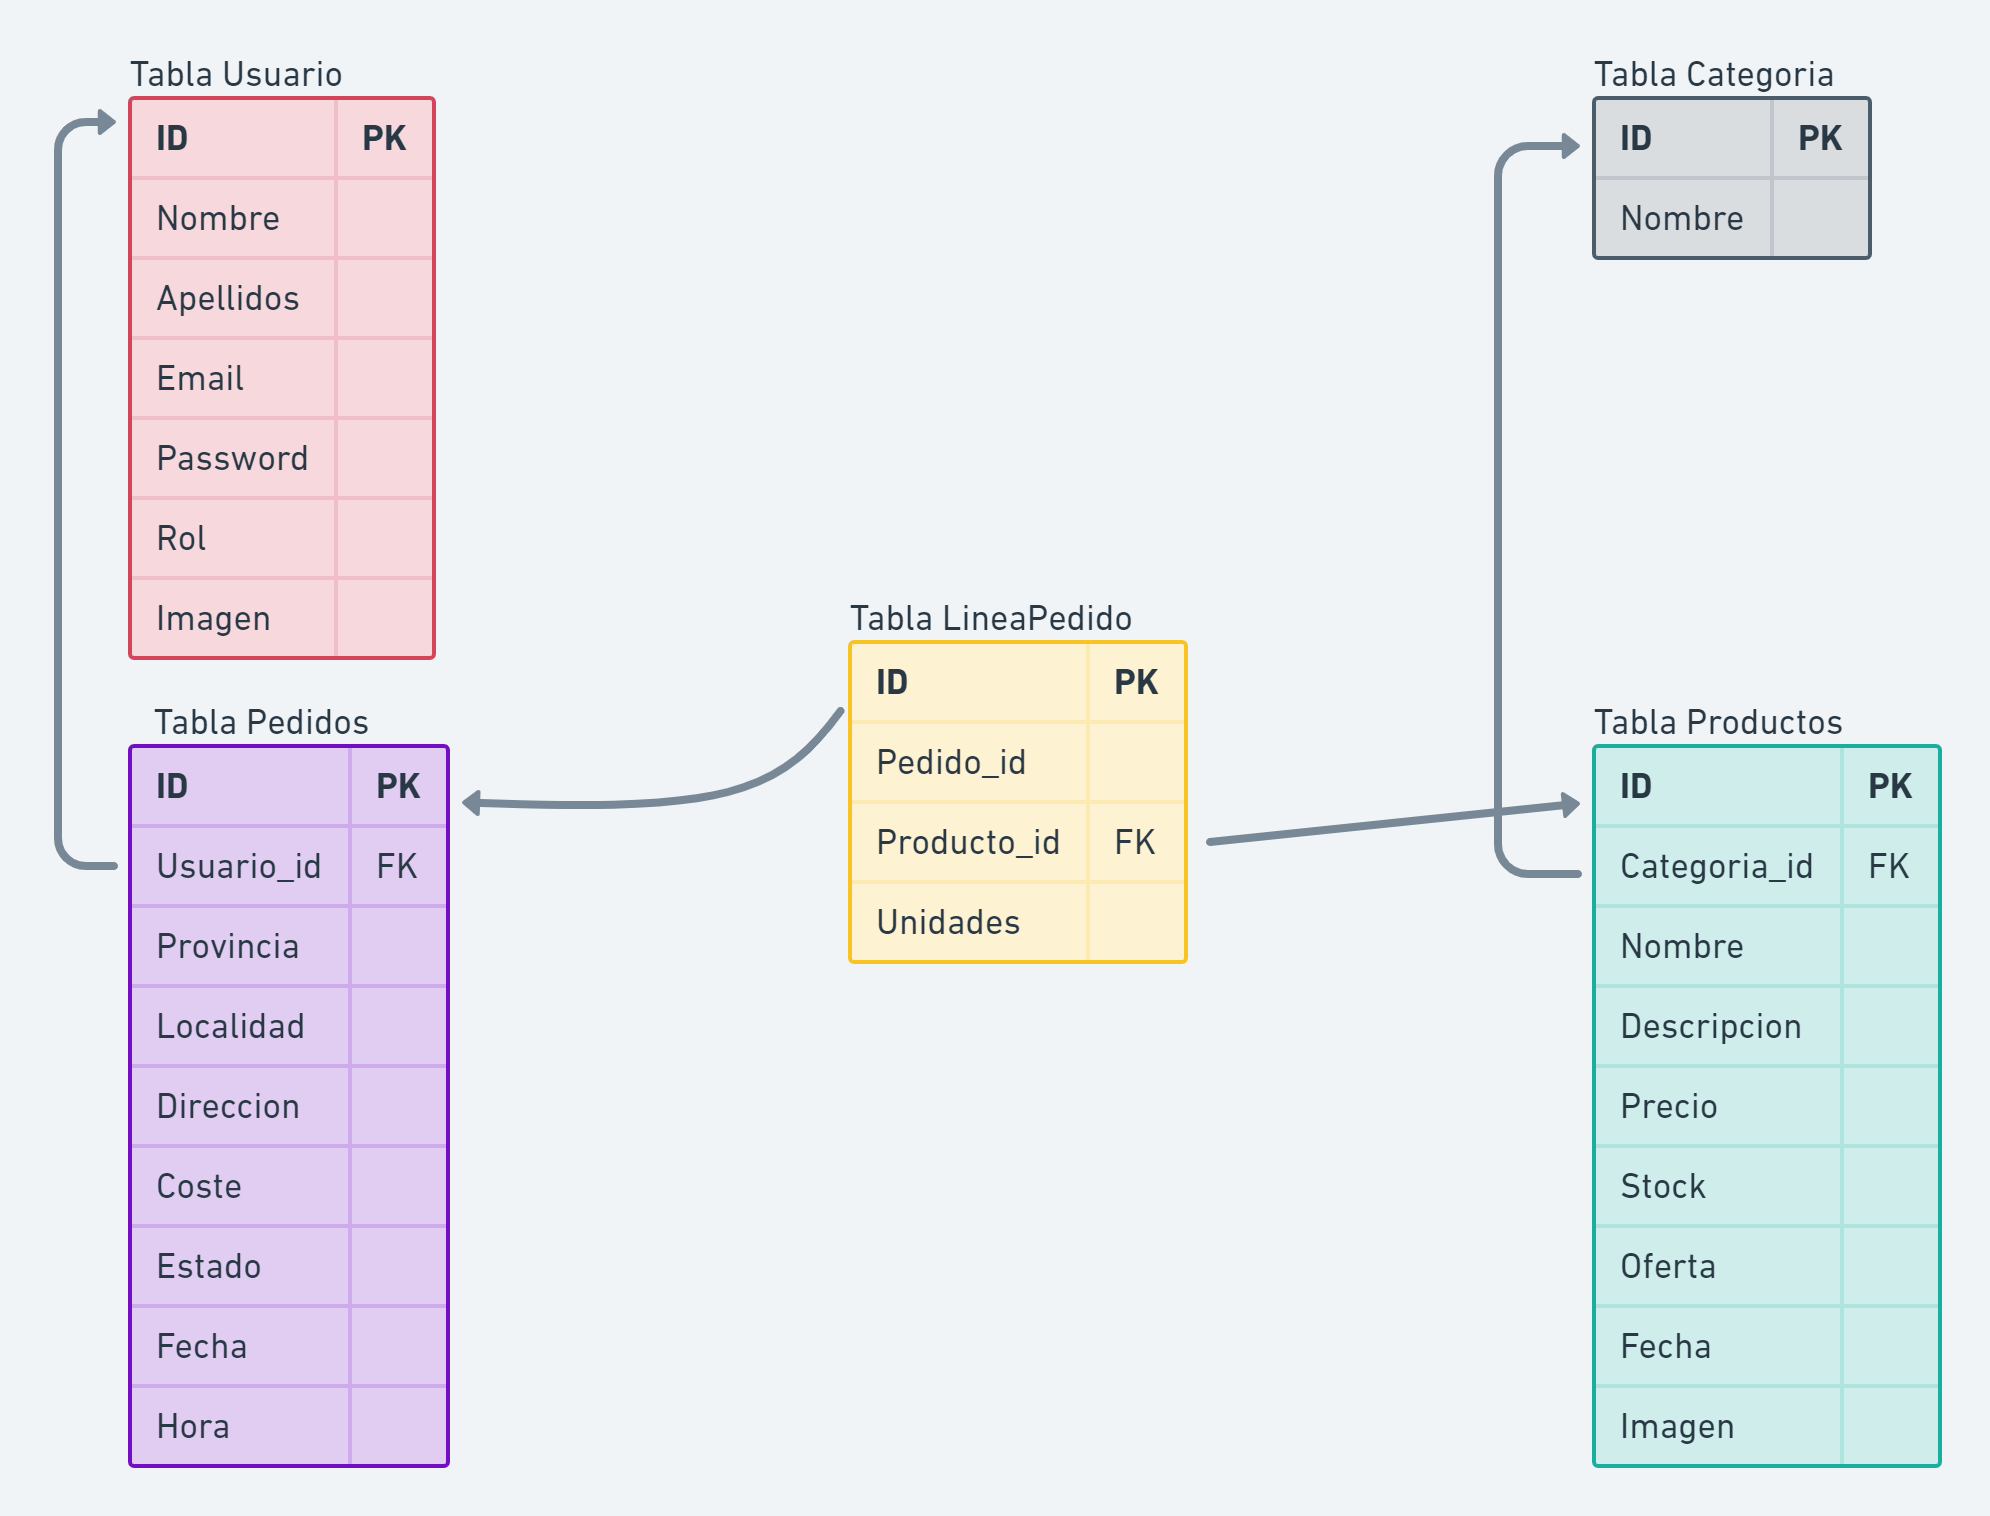 Tabla Usuario
ID PK
Nombre
Apellidos
Email
Password
Rol
Imagen
Tabla Pedidos
ID PK
Usuario_id FK
Provincia
Localidad
Direccion
Coste
Estado
Fecha
Hora
Tabla LineaPedido
ID PK
Pedido_id
Producto_id FK
Unidades
Tabla Categoria
ID PK
Nombre
Tabla Productos
ID PK
Categoria_id FK
Nombre
Descripcion
Precio
Stock
Oferta
Fecha
Imagen